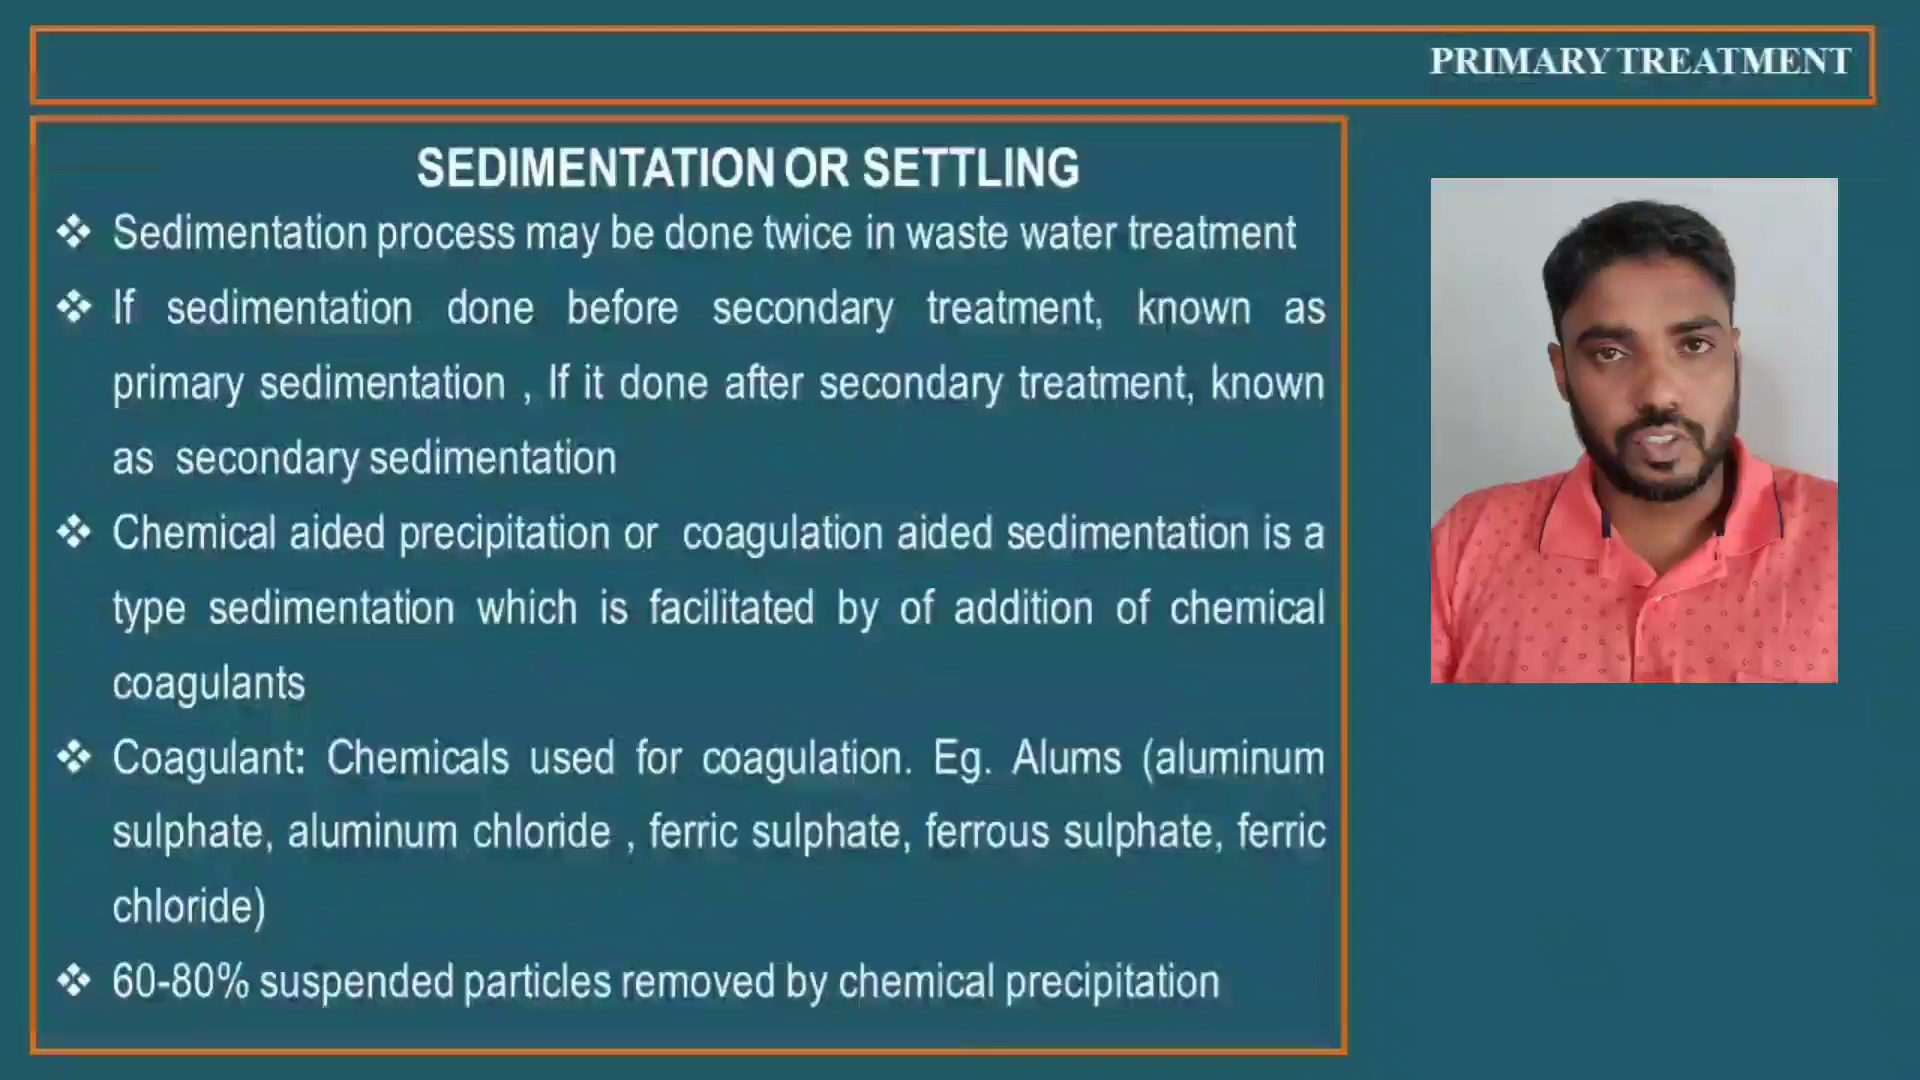 PRIMARY TREATMENT
SEDIMENTATION OR SETTLING
❖ Sedimentation process may be done twice in waste water treatment
❖ If sedimentation done before secondary treatment, known as
primary sedimentation , If it done after secondary treatment, known
as secondary sedimentation
❖ Chemical aided precipitation or coagulation aided sedimentation is a
type sedimentation which is facilitated by of addition of chemical
coagulants
❖ Coagulant: Chemicals used for coagulation. Eg. Alums (aluminum
sulphate, aluminum chloride , ferric sulphate, ferrous sulphate, ferric
chloride)
❖ 60-80% suspended particles removed by chemical precipitation